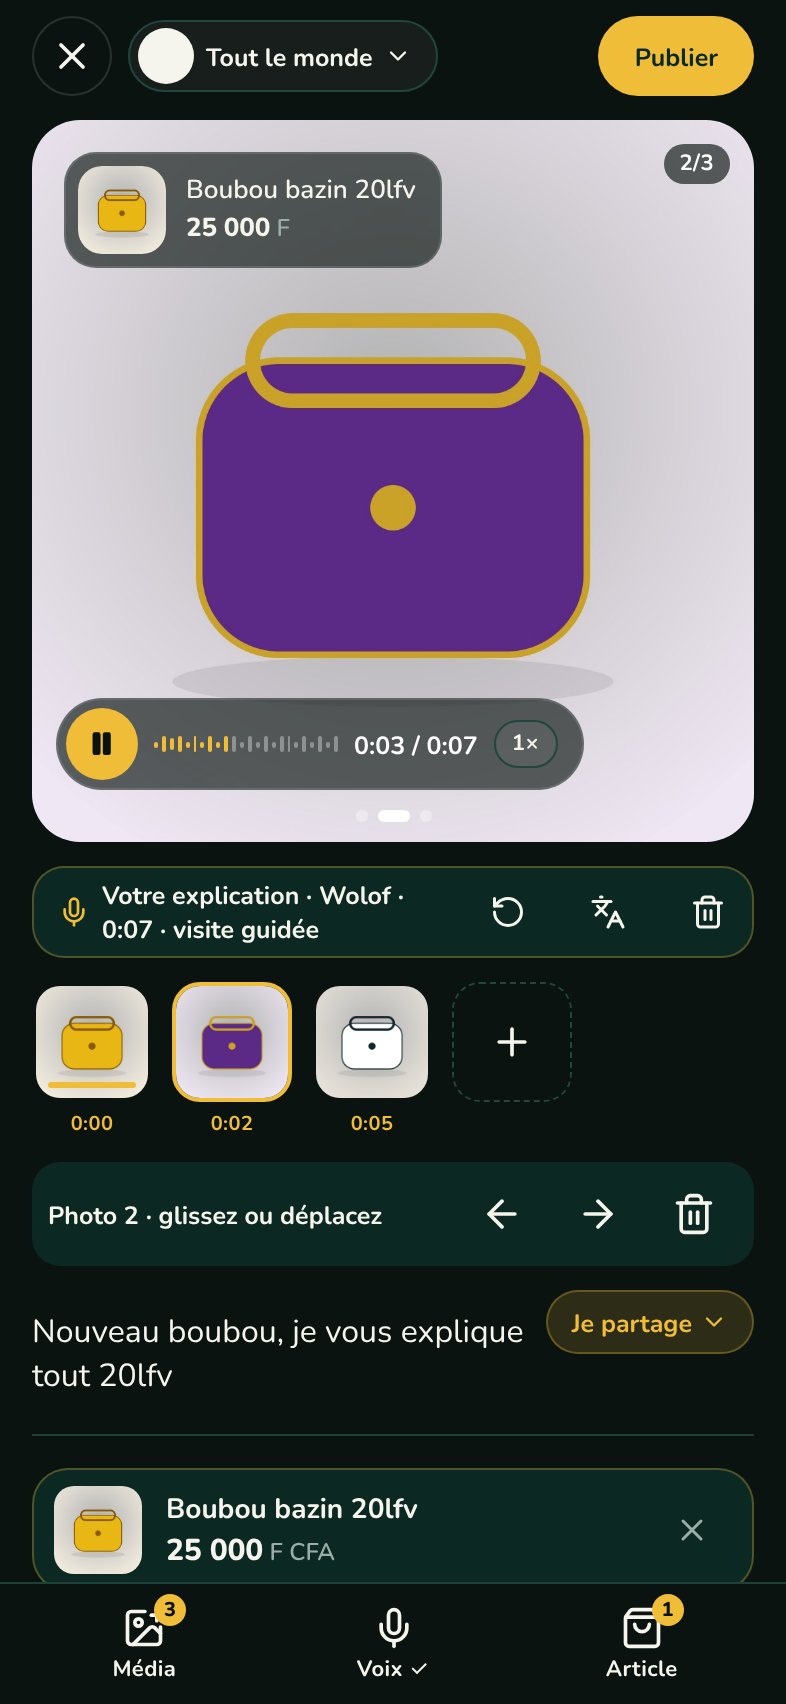 Tout le monde
Publier
Boubou bazin 20lfv
25 000 F
2/3
0:03 / 0:07
1×
Votre explication · Wolof ·
0:07 · visite guidée
0:00
0:02
0:05
Photo 2 · glissez ou déplacez
Nouveau boubou, je vous explique
tout 20lfv
Je partage
Boubou bazin 20lfv
25 000 F CFA
3
1
Média
Voix
Article